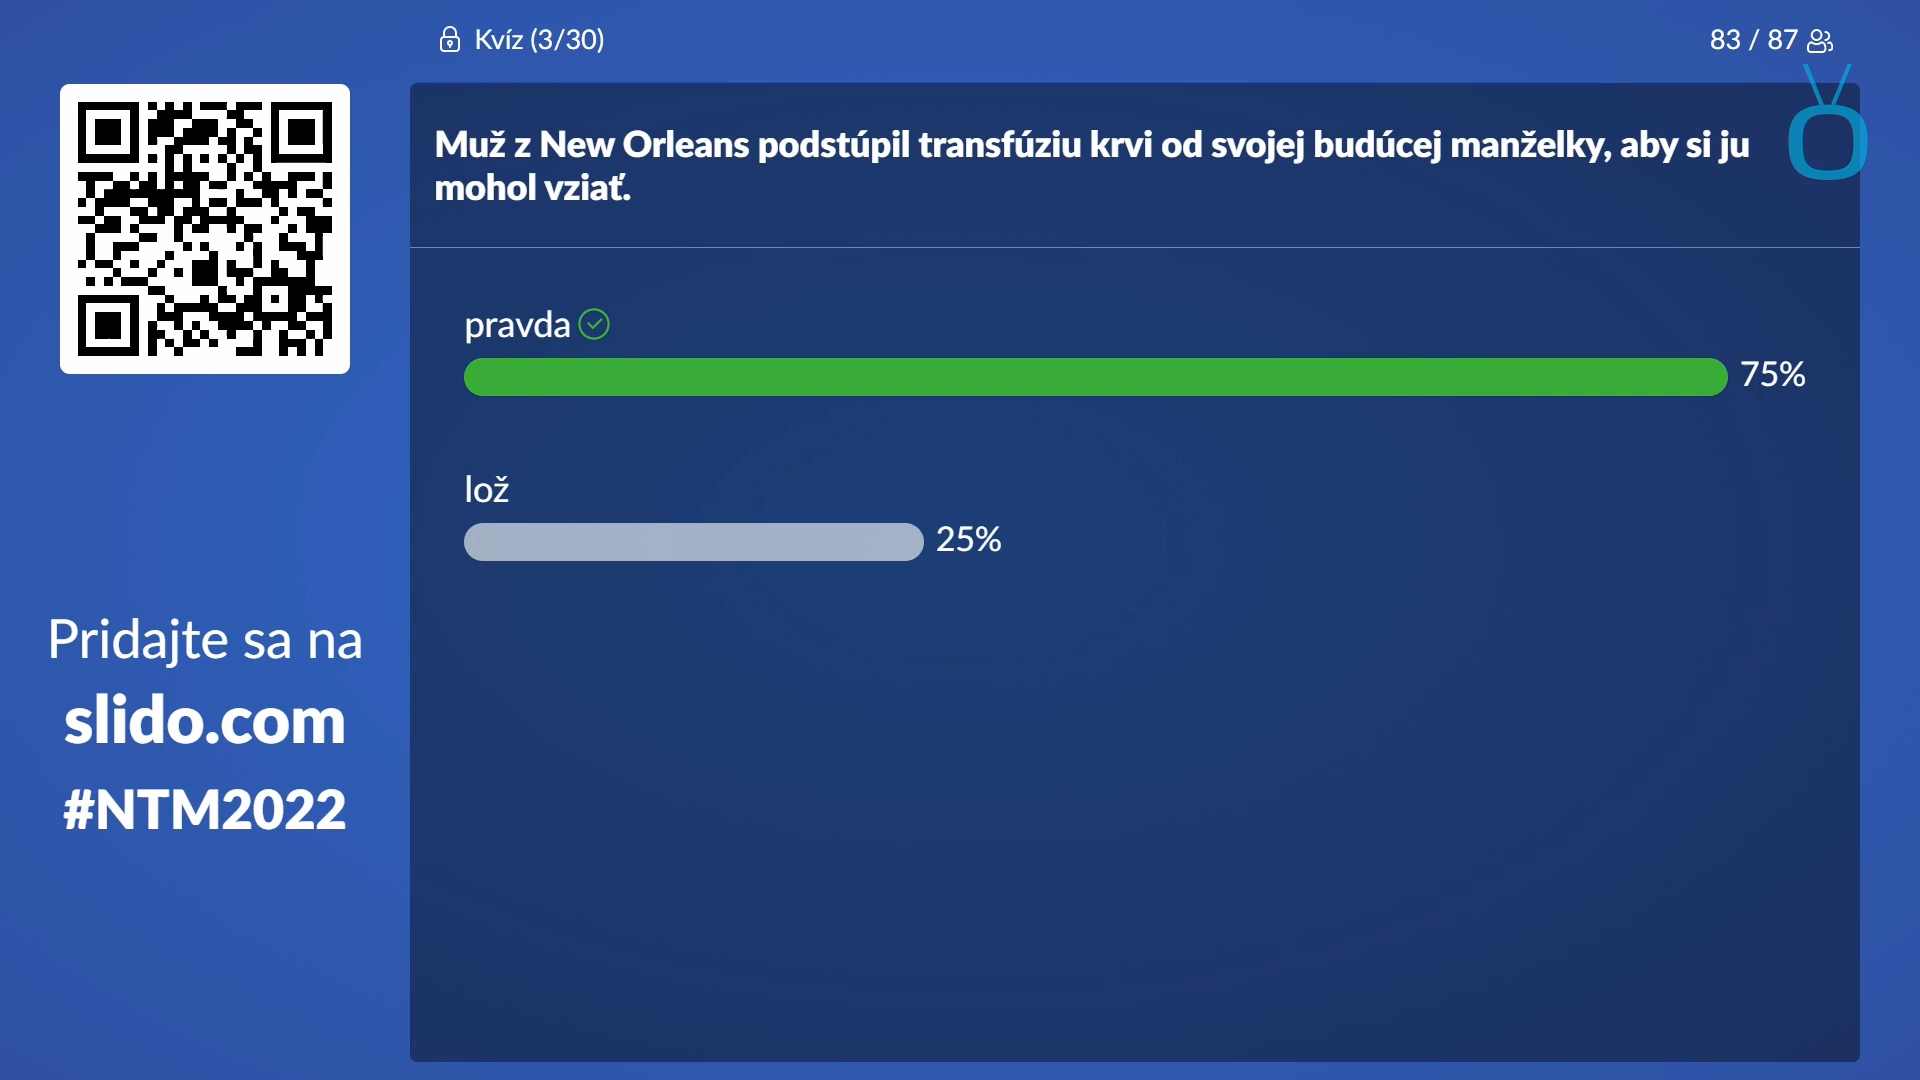 Kvíz (3/30)
83 / 87
Muž z New Orleans podstúpil transfúziu krvi od svojej budúcej manželky, aby si ju
mohol vziať.
pravda
75%
lož
25%
Pridajte sa na
slido.com
#NTM2022